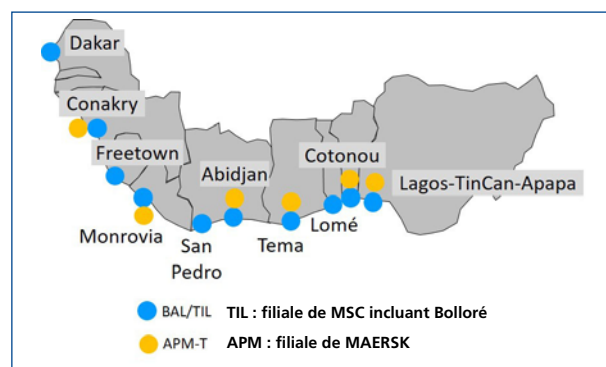 Dakar
Conakry
Freetown
Monrovia
San
Pedro
Abidjan
Tema
Lomé
Cotonou
Lagos-TinCan-Apapa
BAL/TIL TIL : filiale de MSC incluant Bolloré
APM-T APM : filiale de MAERSK